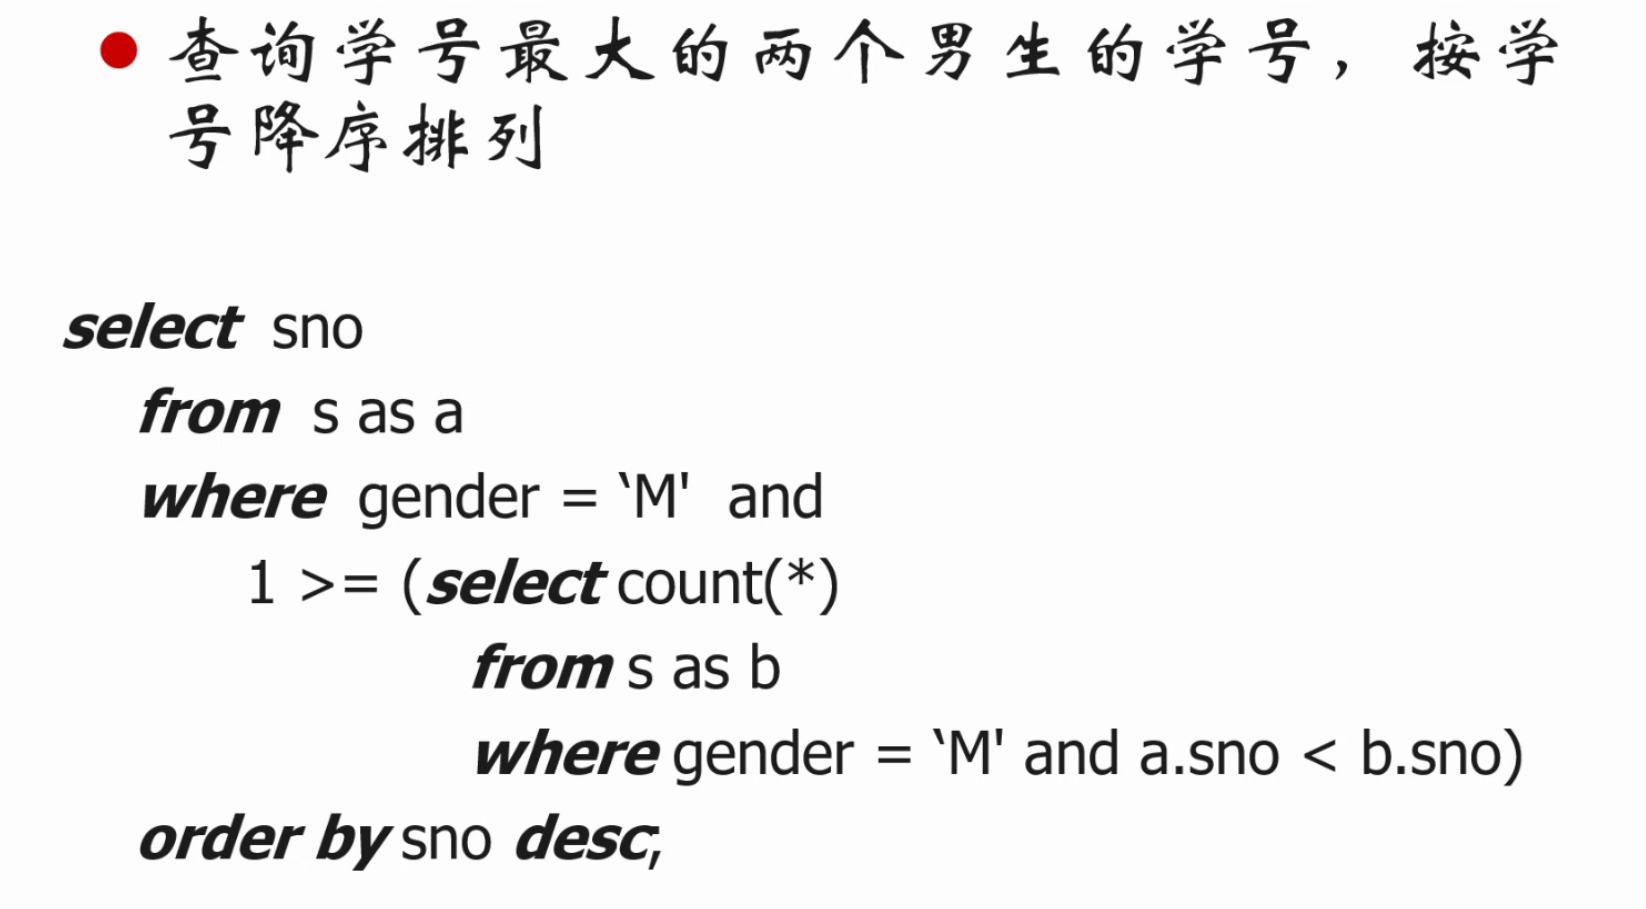 查询学号最大的两个男生的学号，按学
号降序排列
select sno
from s as a
where gender = ‘M' and
1 >= (select count(*)
from s as b
where gender = ‘M' and a.sno < b.sno)
order by sno desc;